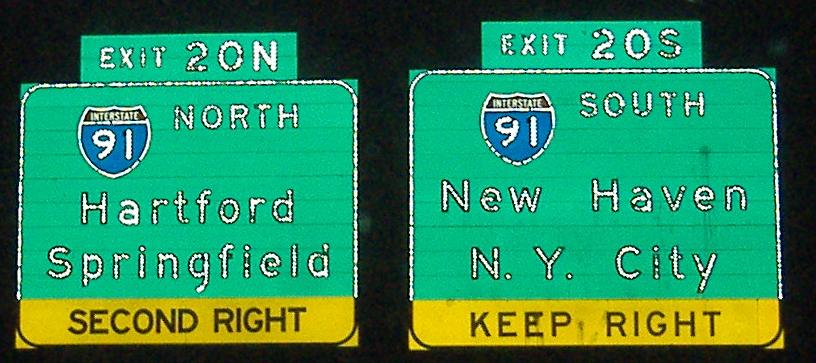 EXIT 20N
INTERSTATE
91
NORTH
Hartford
Springfield
SECOND RIGHT
EXIT 20S
INTERSTATE
91
SOUTH
New Haven
N. Y. City
KEEP RIGHT